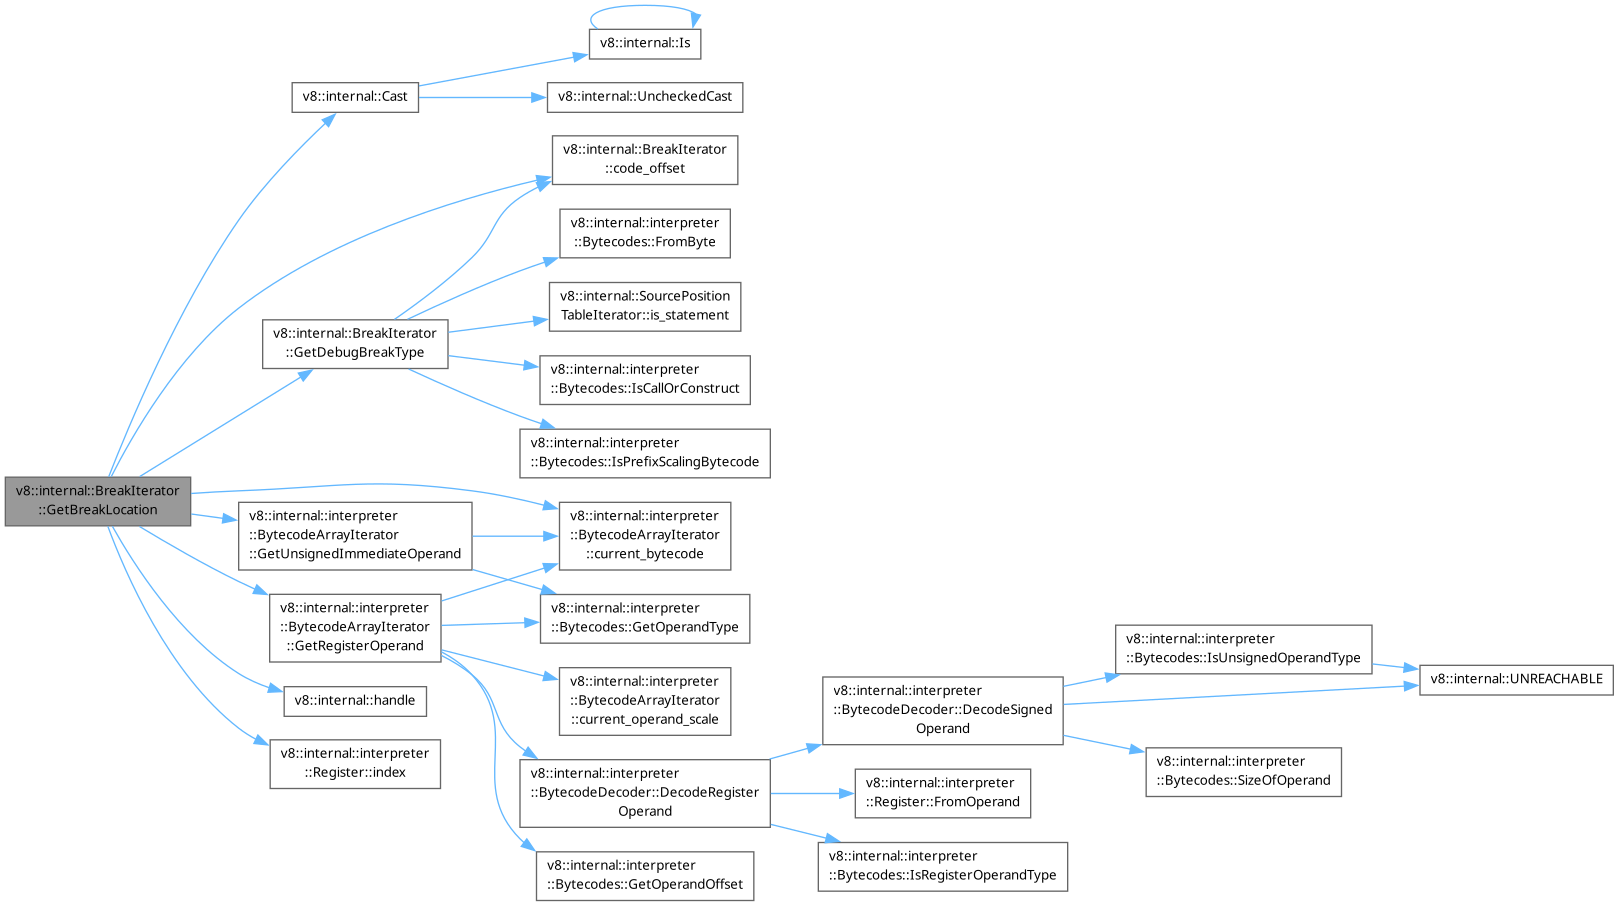 v8::internal::Is
v8::internal::Cast
v8::internal::UncheckedCast
v8::internal::BreakIterator
::code_offset
v8::internal::interpreter
::Bytecodes::FromByte
v8::internal::SourcePosition
TableIterator::is_statement
v8::internal::BreakIterator
::GetDebugBreakType
v8::internal::interpreter
::Bytecodes::IsCallOrConstruct
v8::internal::interpreter
::Bytecodes::IsPrefixScalingBytecode
v8::internal::BreakIterator
::GetBreakLocation
v8::internal::interpreter
::BytecodeArrayIterator
::GetUnsignedImmediateOperand
v8::internal::interpreter
::BytecodeArrayIterator
::current_bytecode
v8::internal::interpreter
::BytecodeArrayIterator
::GetRegisterOperand
v8::internal::interpreter
::Bytecodes::GetOperandType
v8::internal::interpreter
::BytecodeArrayIterator
::current_operand_scale
v8::internal::handle
v8::internal::interpreter
::Register::index
v8::internal::interpreter
::BytecodeDecoder::DecodeRegister
Operand
v8::internal::interpreter
::Bytecodes::GetOperandOffset
v8::internal::interpreter
::BytecodeDecoder::DecodeSigned
Operand
v8::internal::interpreter
::Register::FromOperand
v8::internal::interpreter
::Bytecodes::IsRegisterOperandType
v8::internal::interpreter
::Bytecodes::IsUnsignedOperandType
v8::internal::UNREACHABLE
v8::internal::interpreter
::Bytecodes::SizeOfOperand